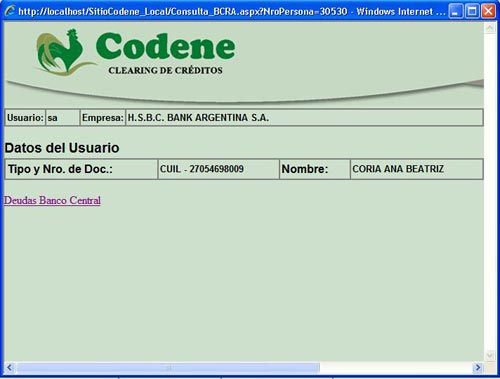 http://localhost/SitioCodene_Local/Consulta_BCRA.aspx?NroPersona=30530 - Windows Internet ...
Codene
CLEARING DE CRÉDITOS
Usuario: sa Empresa: H.S.B.C. BANK ARGENTINA S.A.
Datos del Usuario
Tipo y Nro. de Doc.: CUIL - 27054698009 Nombre: CORIA ANA BEATRIZ
Deudas Banco Central